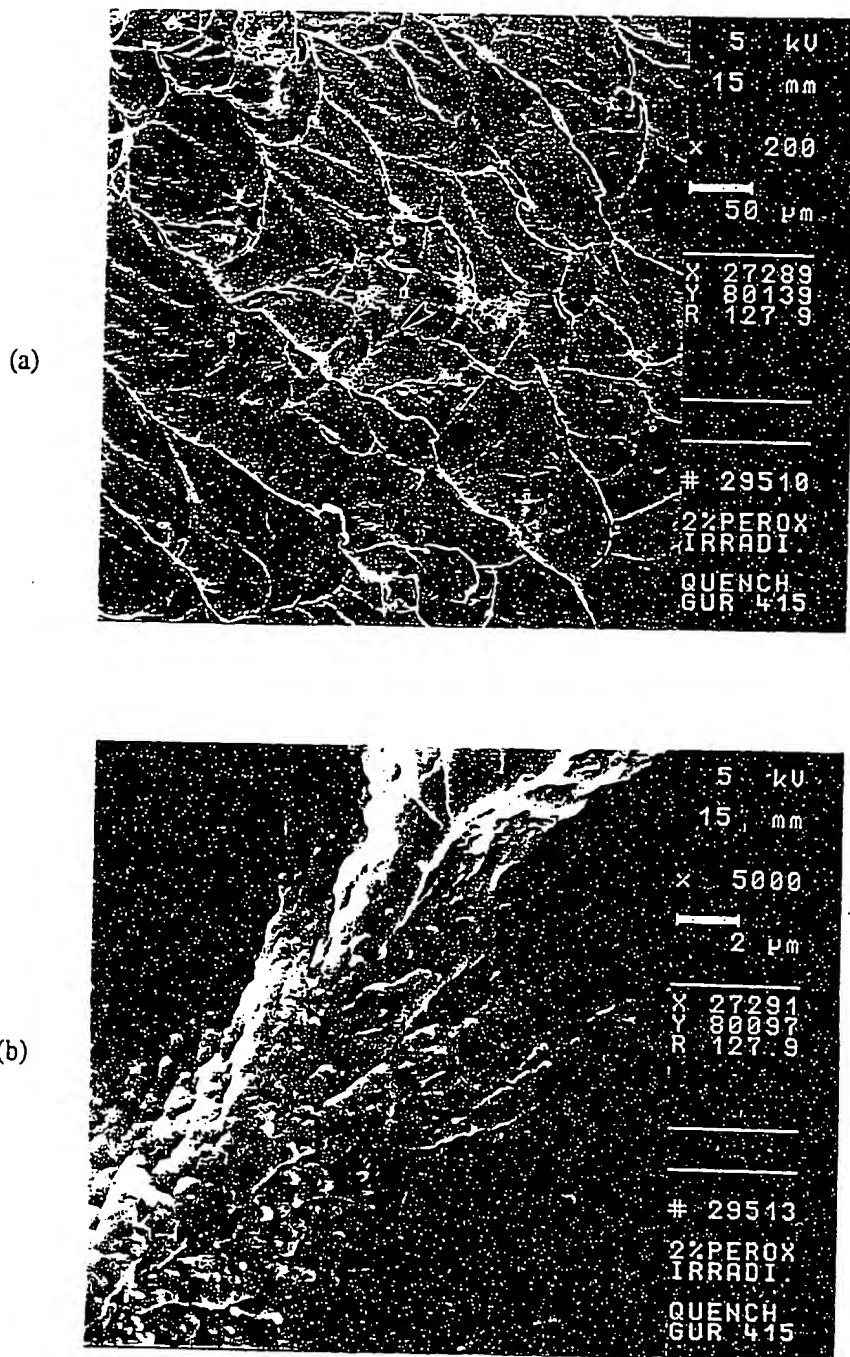 (a)
5 kV
15 mm
x 200
50 µm
X 27289
Y 80139
R 127.9
# 29510
2%PEROX
IRRADI.
QUENCH
GUR 415
(b)
5 kV
15 mm
x 5000
2 µm
X 27291
Y 80097
R 127.9
# 29513
2%PEROX
IRRADI.
QUENCH
GUR 415